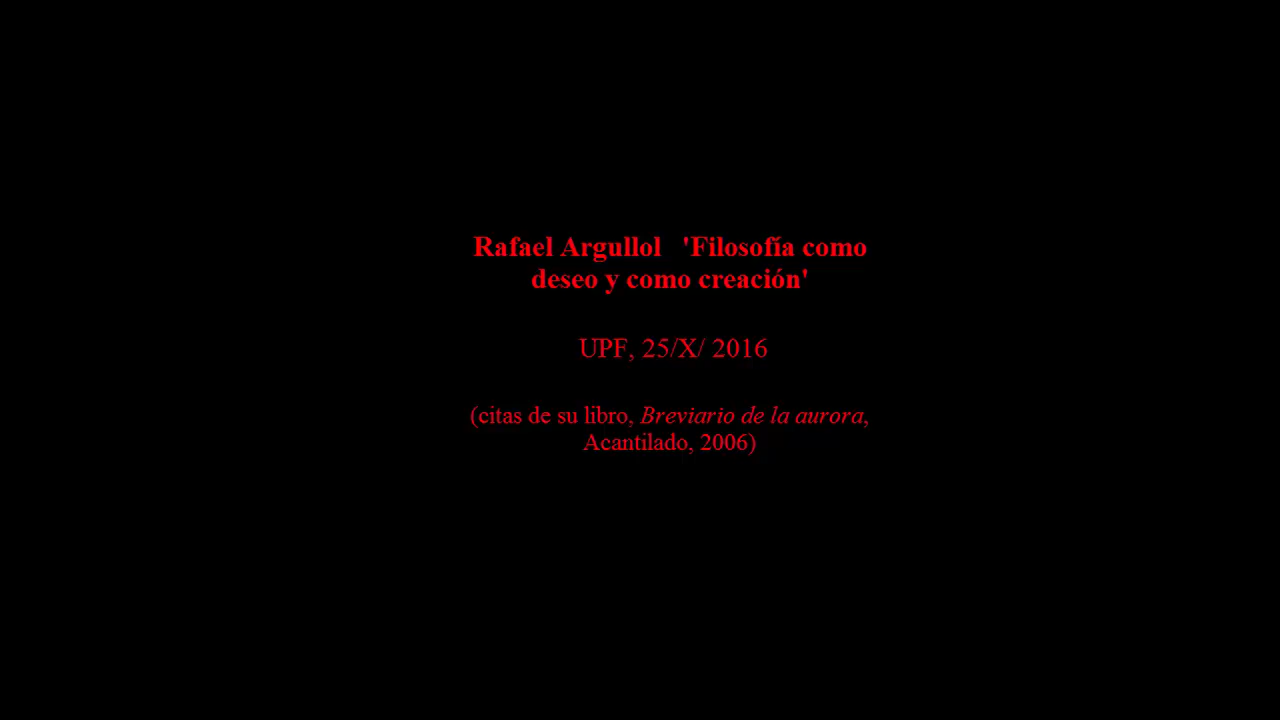 Rafael Argullol   'Filosofía como
deseo y como creación'
UPF, 25/X/ 2016
(citas de su libro, Breviario de la aurora,
Acantilado, 2006)